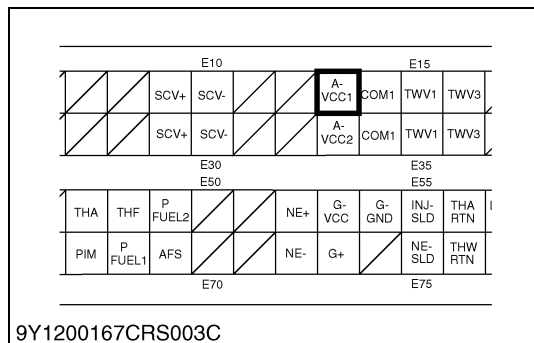 E10 E15
SCV+ SCV- A-VCC1 COM1 TWV1 TWV3
SCV+ SCV- A-VCC2 COM1 TWV1 TWV3
E30 E35
E50 E55
THA THF P FUEL2 NE+ G-VCC G-GND INJ-SLD THA RTN
PIM P FUEL1 AFS NE- G+ NE-SLD THW RTN
E70 E75
9Y1200167CRS003C